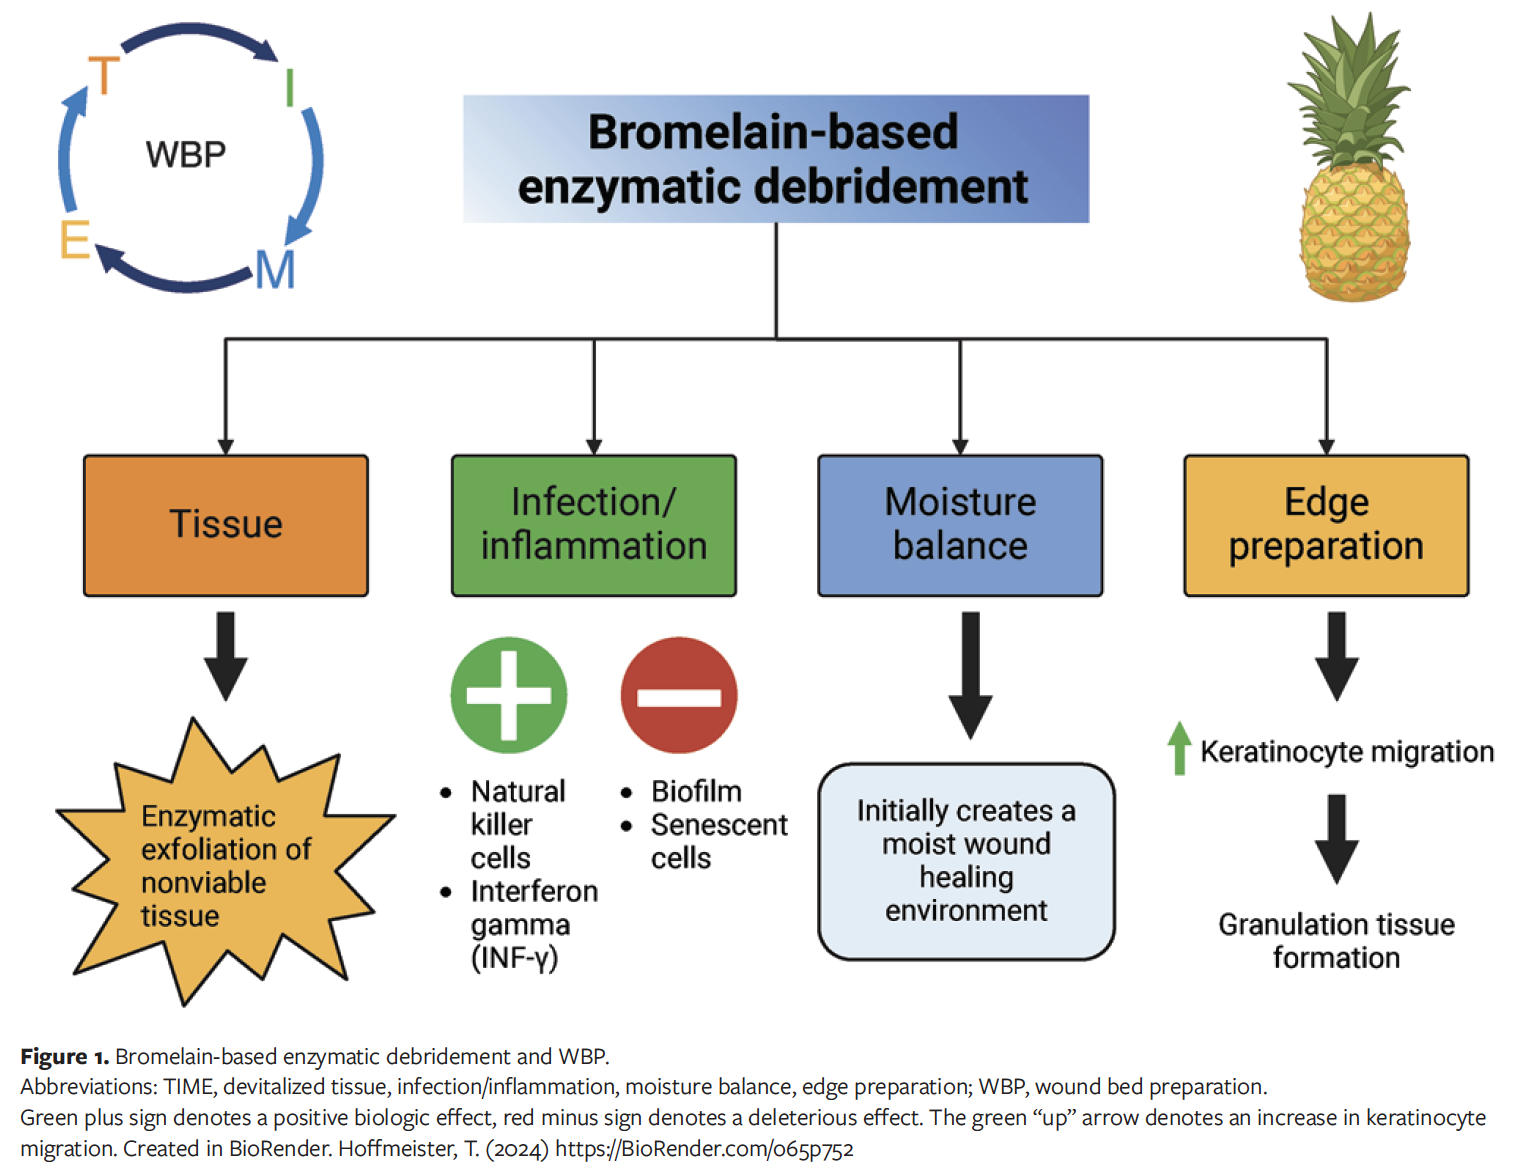 T
I
WBP
E
M
Bromelain-based
enzymatic debridement
Tissue
Infection/
inflammation
Moisture
balance
Edge
preparation
Enzymatic
exfoliation of
nonviable
tissue
• Natural
killer
cells
• Interferon
gamma
(INF-γ)
• Biofilm
• Senescent
cells
Initially creates a
moist wound
healing
environment
Keratinocyte migration
Granulation tissue
formation
Figure 1. Bromelain-based enzymatic debridement and WBP.
Abbreviations: TIME, devitalized tissue, infection/inflammation, moisture balance, edge preparation; WBP, wound bed preparation.
Green plus sign denotes a positive biologic effect, red minus sign denotes a deleterious effect. The green “up” arrow denotes an increase in keratinocyte
migration. Created in BioRender. Hoffmeister, T. (2024) https://BioRender.com/o65p752